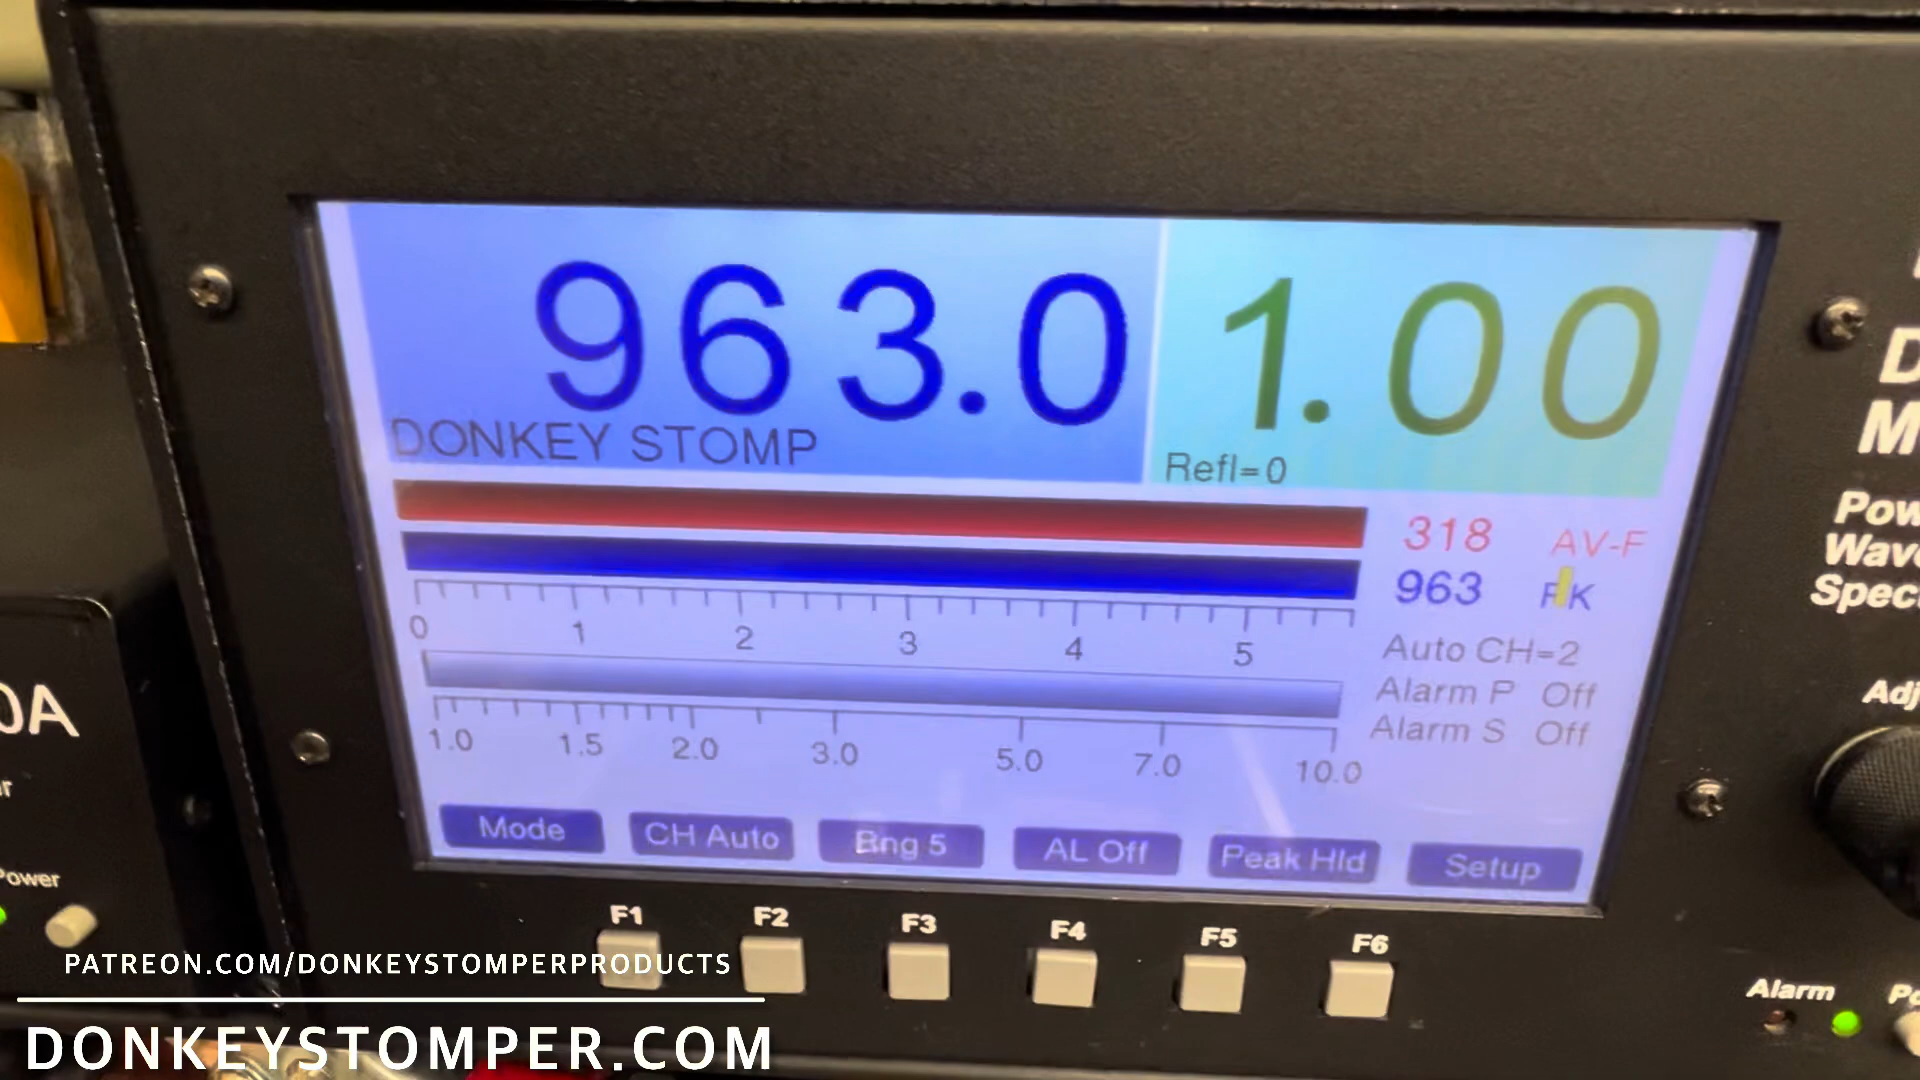 963.0
1.00
DONKEY STOMP
Refl=0
318 AV-F
963 PK
0 1 2 3 4 5
Auto CH=2
Alarm P Off
Alarm S Off
1.0 1.5 2.0 3.0 5.0 7.0 10.0
Mode CH Auto Rng 5 AL Off Peak Hld Setup
F1 F2 F3 F4 F5 F6
0A
Power
Adj
Alarm
PATREON.COM/DONKEYSTOMPERPRODUCTS
DONKEYSTOMPER.COM